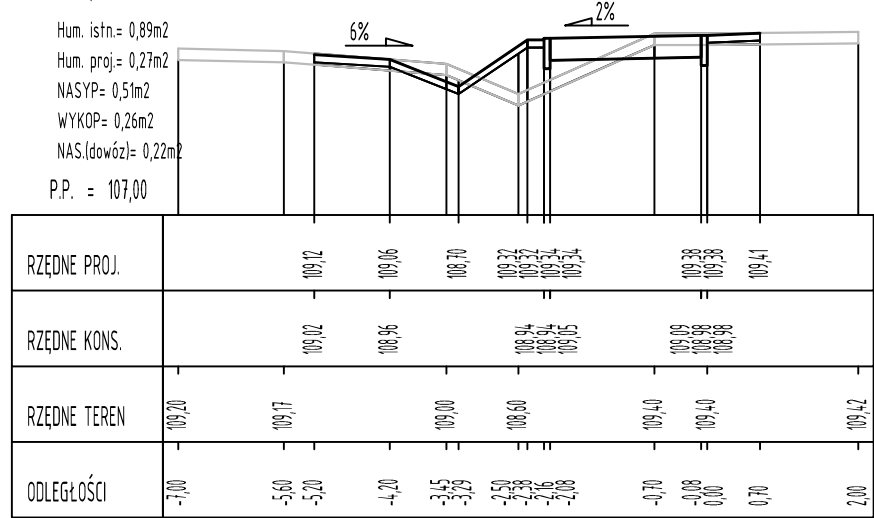 Hum. istn.= 0,89m2
Hum. proj.= 0,27m2
NASYP= 0,51m2
WYKOP= 0,26m2
NAS.(dowóz)= 0,22m2
P.P. = 107,00
6%
2%
RZĘDNE PROJ. 109,12 109,06 108,70 109,32 109,32 109,34 109,34 109,38 109,38 109,41
RZĘDNE KONS. 109,02 108,96 108,94 108,94 109,05 109,09 108,98 108,98
RZĘDNE TEREN 109,20 109,17 109,00 108,60 109,40 109,40 109,42
ODLEGŁOŚCI -7,00 -5,60 -5,20 -4,20 -3,45 -3,29 -2,50 -2,38 -2,16 -2,08 -0,70 -0,08 0,00 0,70 2,00